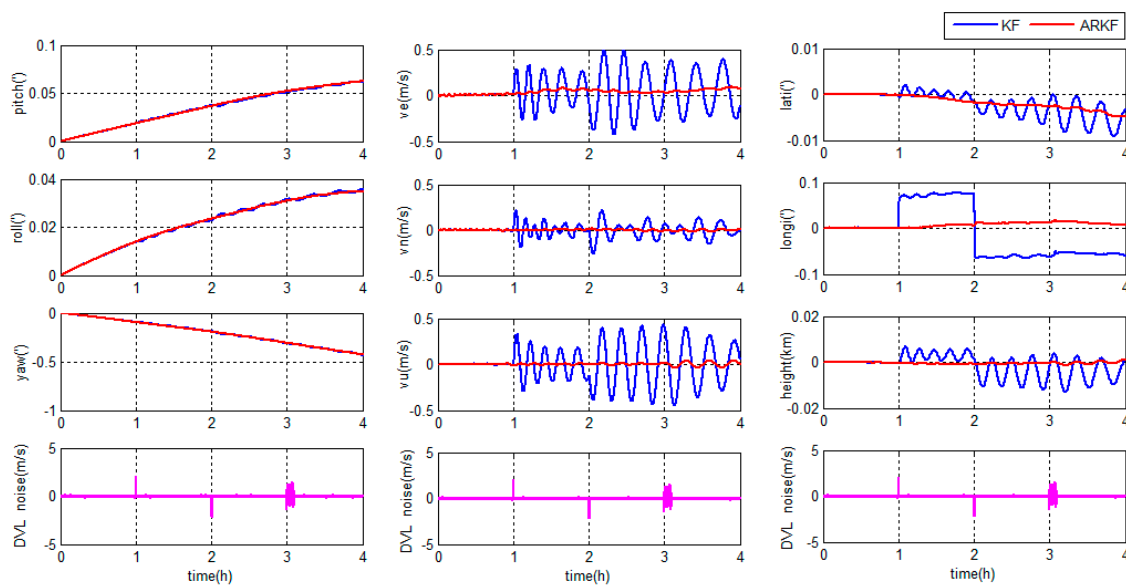 KF ARKF
0.1
0.05
0
pitch(')
0 1 2 3 4
0.5
0
-0.5
ve(m/s)
0 1 2 3 4
0.01
0
-0.01
lati(')
0 1 2 3 4
0.04
0.02
0
roll(')
0 1 2 3 4
0.5
0
-0.5
vn(m/s)
0 1 2 3 4
0.1
0
-0.1
longi(')
0 1 2 3 4
0
-0.5
-1
yaw(')
0 1 2 3 4
0.5
0
-0.5
vu(m/s)
0 1 2 3 4
0.02
0
-0.02
height(km)
0 1 2 3 4
5
0
-5
DVL noise(m/s)
0 1 2 3 4
time(h)
5
0
-5
DVL noise(m/s)
0 1 2 3 4
time(h)
5
0
-5
DVL noise(m/s)
0 1 2 3 4
time(h)